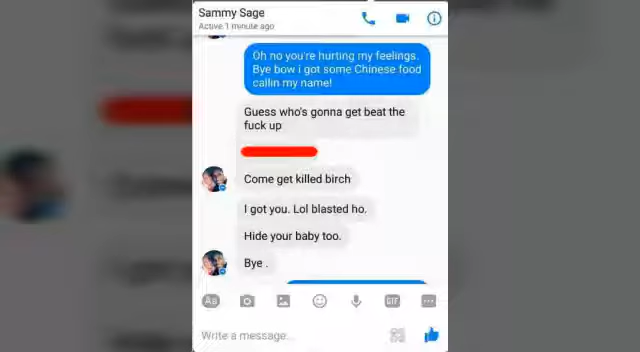 Sammy Sage
Active 1 minute ago
Oh no you're hurting my feelings.
Bye bow i got some Chinese food
callin my name!
Guess who's gonna get beat the
fuck up
Come get killed birch
I got you. Lol blasted ho.
Hide your baby too.
Bye .
Aa
GIF
Write a message...